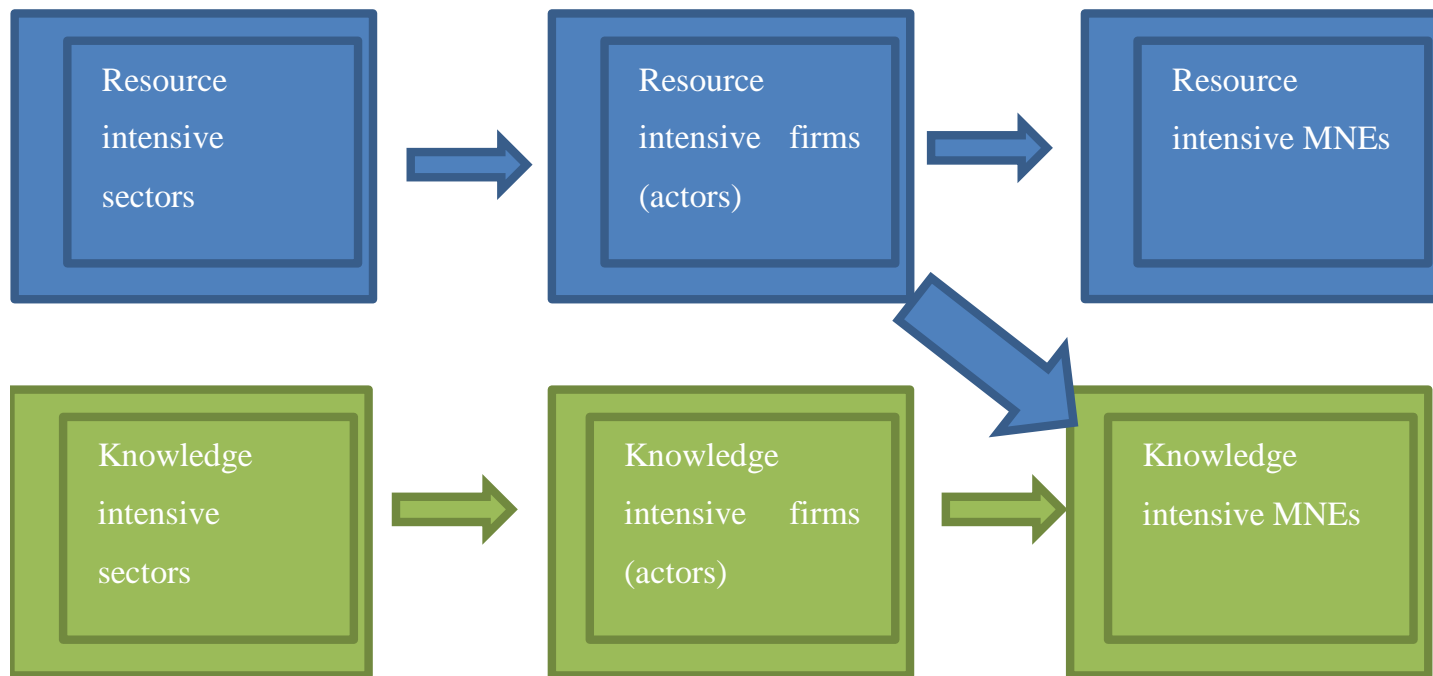 Resource
intensive
sectors
Resource
intensive firms
(actors)
Resource
intensive MNEs
Knowledge
intensive
sectors
Knowledge
intensive firms
(actors)
Knowledge
intensive MNEs